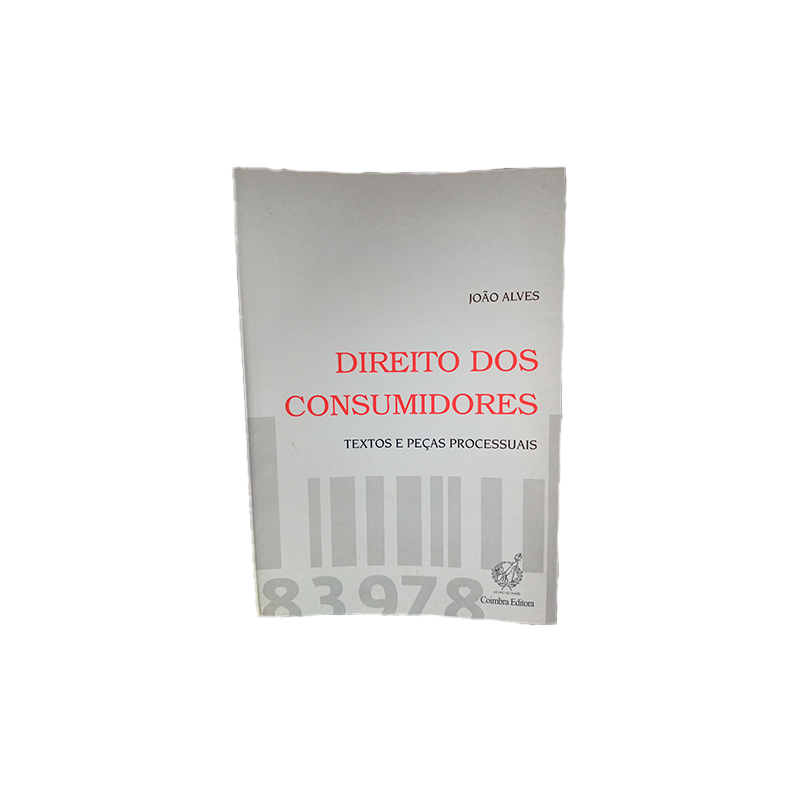 JOÃO ALVES
DIREITO DOS
CONSUMIDORES
TEXTOS E PEÇAS PROCESSUAIS
83978
Coimbra Editora